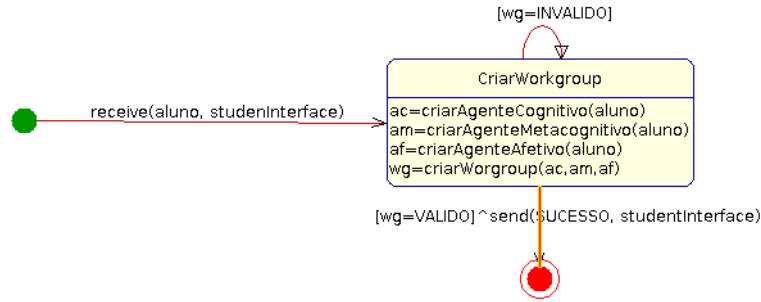 [wg=INVALIDO]
CriarWorkgroup
receive(aluno, studenInterface)
ac=criarAgenteCognitivo(aluno)
am=criarAgenteMetacognitivo(aluno)
af=criarAgenteAfetivo(aluno)
wg=criarWorgroup(ac,am,af)
[wg=VALIDO]^send(SUCESSO, studentInterface)